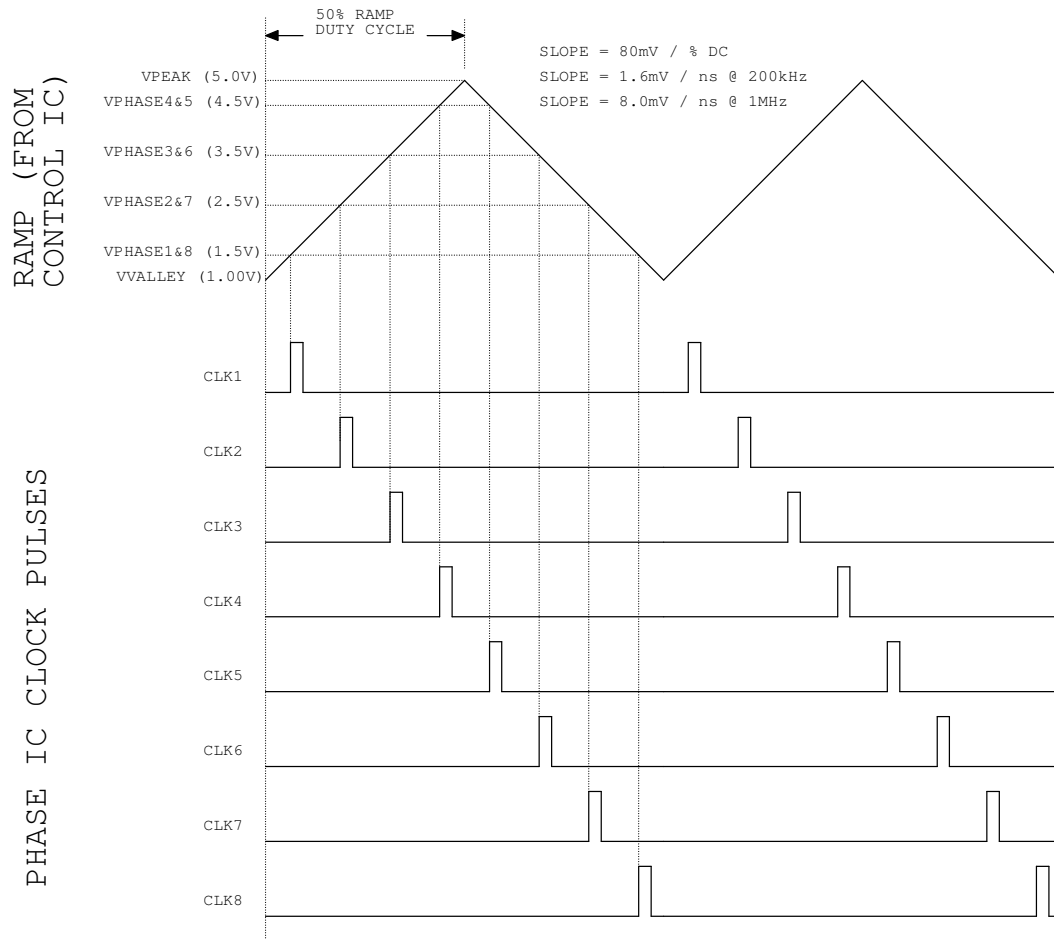 50% RAMP
DUTY CYCLE
SLOPE = 80mV / % DC
SLOPE = 1.6mV / ns @ 200kHz
SLOPE = 8.0mV / ns @ 1MHz
RAMP (FROM
CONTROL IC)
VPEAK (5.0V)
VPHASE4&5 (4.5V)
VPHASE3&6 (3.5V)
VPHASE2&7 (2.5V)
VPHASE1&8 (1.5V)
VVALLEY (1.00V)
PHASE IC CLOCK PULSES
CLK1
CLK2
CLK3
CLK4
CLK5
CLK6
CLK7
CLK8